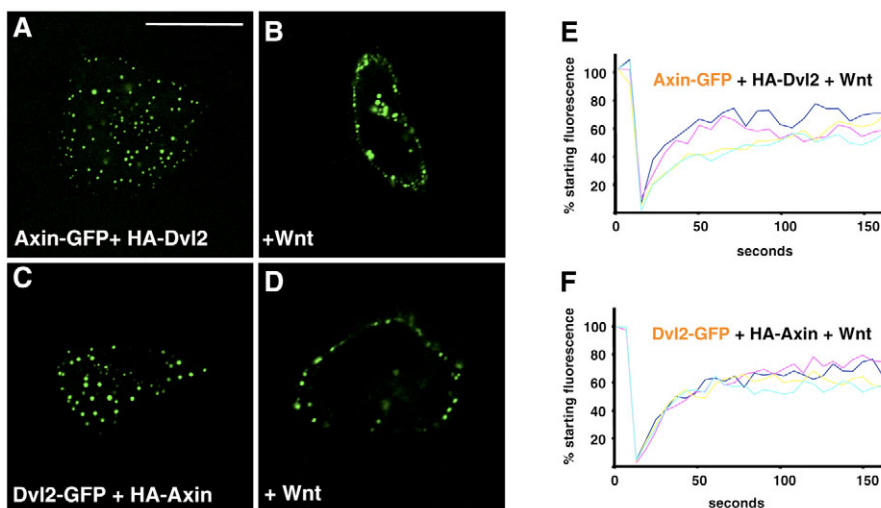 A
Axin-GFP+ HA-Dvl2
B
+Wnt
C
Dvl2-GFP + HA-Axin
D
+ Wnt
E
Axin-GFP + HA-Dvl2 + Wnt
% starting fluorescence
100
80
60
40
20
50
100
150
seconds
F
Dvl2-GFP + HA-Axin + Wnt
% starting fluorescence
100
80
60
40
20
50
100
150
seconds